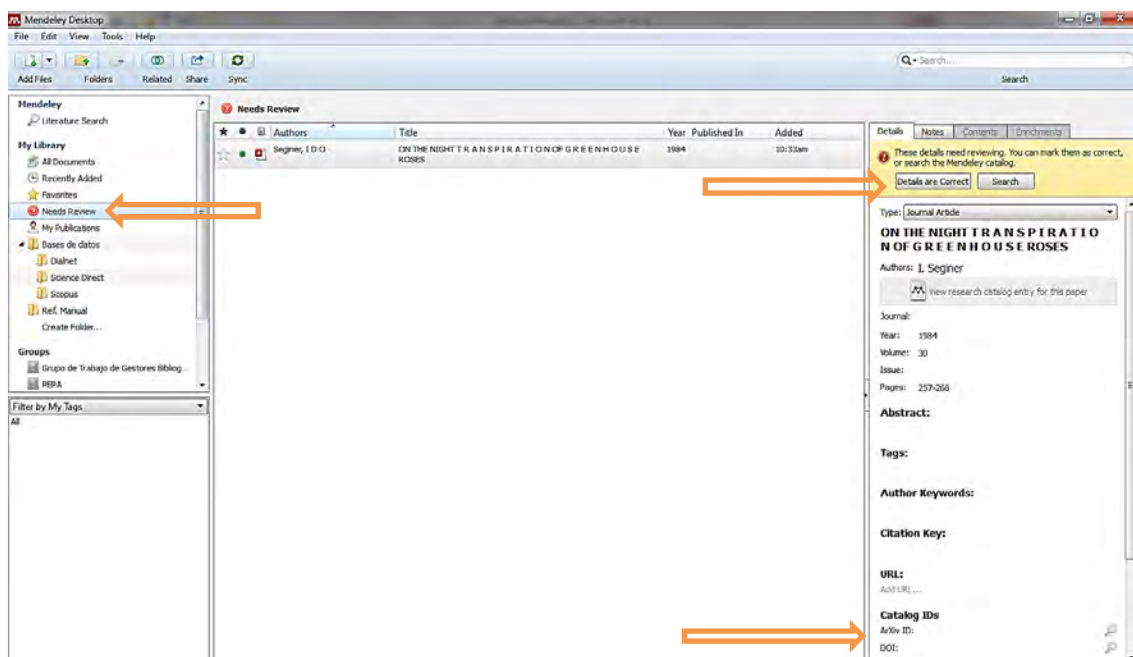 Mendeley Desktop
File Edit View Tools Help
Add Files Folders Related Share Sync
Search...
Search
Mendeley
Literature Search
My Library
All Documents
Recently Added
Favorites
Needs Review
My Publications
Bases de datos
Dialnet
Science Direct
Scopus
Ref. Manual
Create Folder...
Groups
Grupo de Trabajo de Gestores Bibliog
PEPA
Filter by My Tags
All
Needs Review
Authors Title Year Published In Added
Seginer, I D O ON THE NIGHT T R A N S P I R A T I O N O F G R E E N H O U S E 1984 10:33am
ROSES
Details Notes Contents Enrichments
These details need reviewing. You can mark them as correct,
or search the Mendeley catalog.
Details are Correct Search
Type: Journal Article
ON THE NIGHT T R A N S P I R A T I O
N O F G R E E N H O U S E ROSES
Authors: I. Seginer
View research catalog entry for this paper
Journal:
Year: 1984
Volume: 30
Issue:
Pages: 257-268
Abstract:
Tags:
Author Keywords:
Citation Key:
URL:
Add URL...
Catalog IDs
ArXiv ID:
DOI: